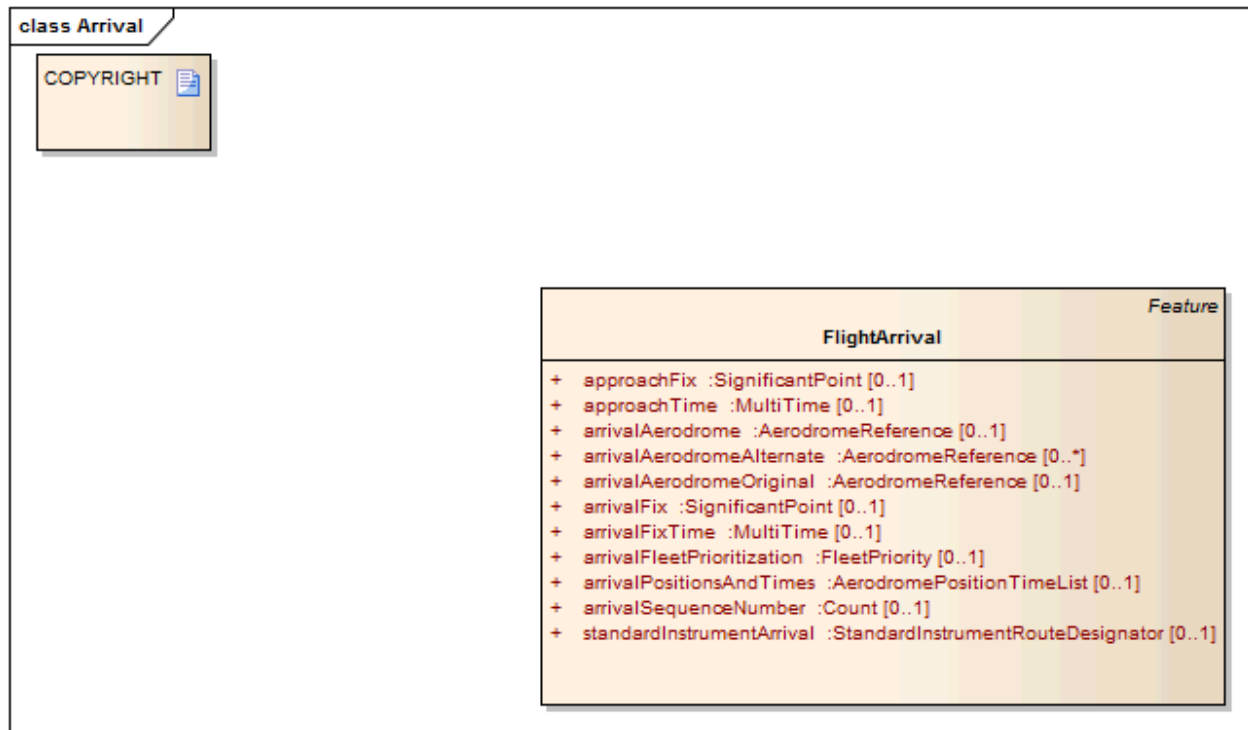 class Arrival
COPYRIGHT
Feature
FlightArrival
+ approachFix :SignificantPoint [0..1]
+ approachTime :MultiTime [0..1]
+ arrivalAerodrome :AerodromeReference [0..1]
+ arrivalAerodromeAlternate :AerodromeReference [0..*]
+ arrivalAerodromeOriginal :AerodromeReference [0..1]
+ arrivalFix :SignificantPoint [0..1]
+ arrivalFixTime :MultiTime [0..1]
+ arrivalFleetPrioritization :FleetPriority [0..1]
+ arrivalPositionsAndTimes :AerodromePositionTimeList [0..1]
+ arrivalSequenceNumber :Count [0..1]
+ standardInstrumentArrival :StandardInstrumentRouteDesignator [0..1]